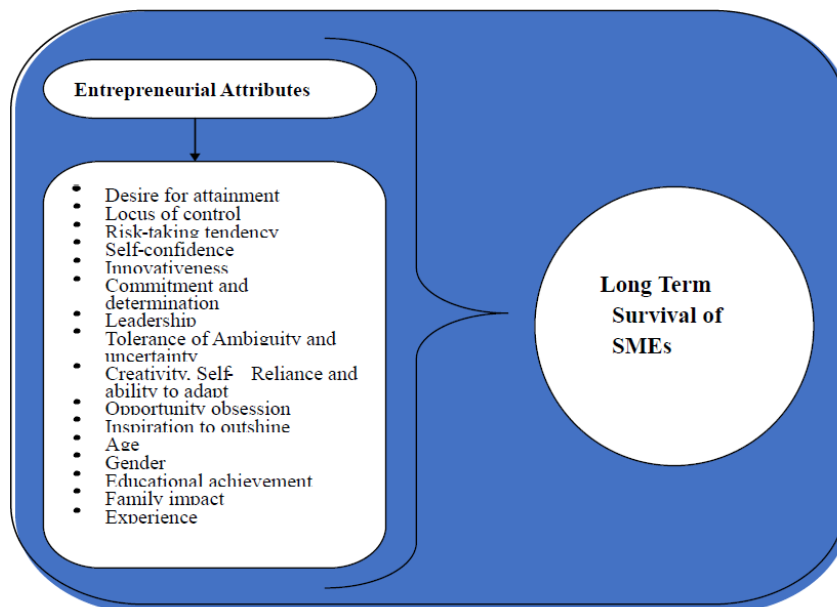 Entrepreneurial Attributes
Desire for attainment
Locus of control
Risk-taking tendency
Self-confidence
Innovativeness
Commitment and
determination
Leadership
Tolerance of Ambiguity and
uncertainty
Creativity, Self- Reliance and
ability to adapt
Opportunity obsession
Inspiration to outshine
Age
Gender
Educational achievement
Family impact
Experience
Long Term
Survival of
SMEs